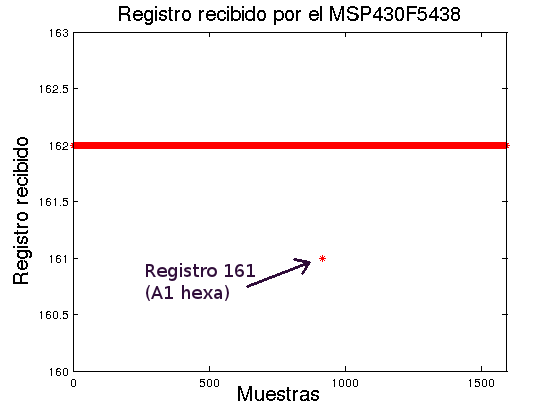 Registro recibido por el MSP430F5438
163
162.5
162
161.5
161
160.5
160
Registro recibido
Registro 161
(A1 hexa)
0
500
1000
1500
Muestras